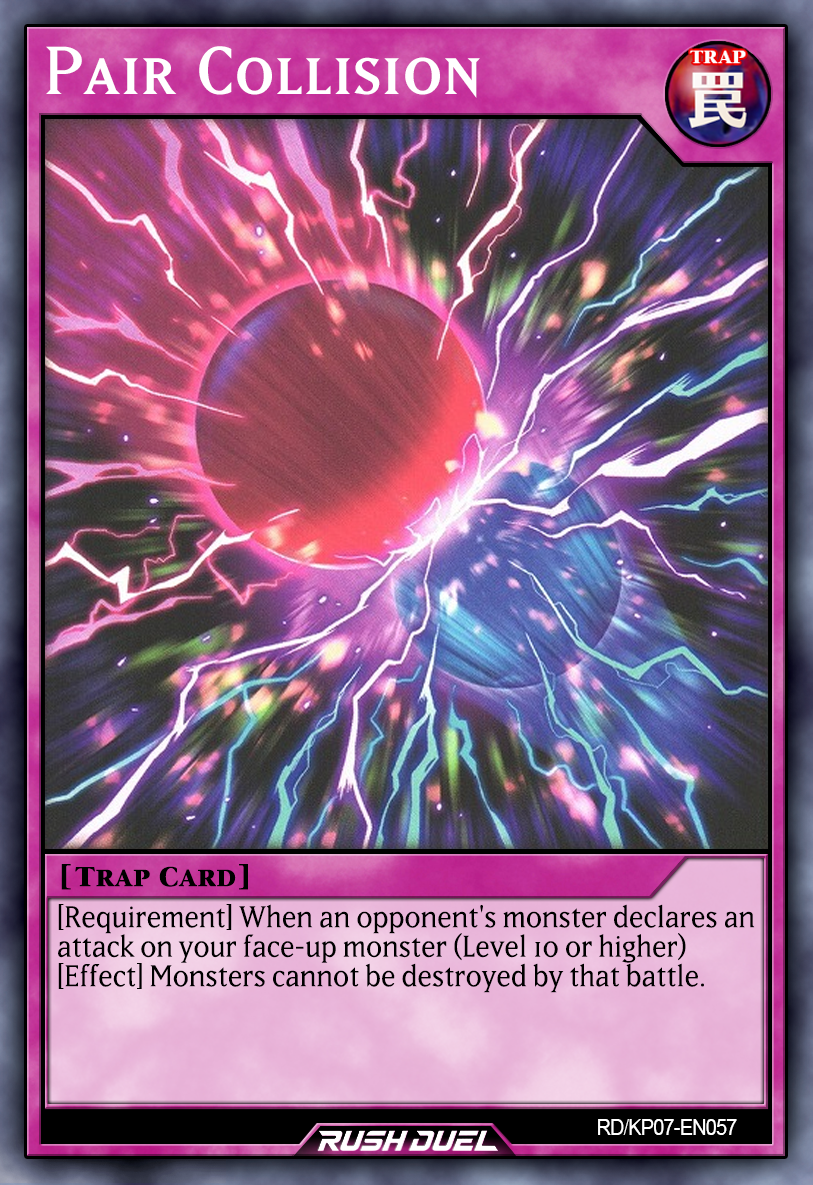 Pair Collision
TRAP
罠
[Trap Card]
[Requirement] When an opponent's monster declares an
attack on your face-up monster (Level 10 or higher)
[Effect] Monsters cannot be destroyed by that battle.
RD/KP07-EN057
RUSH DUEL